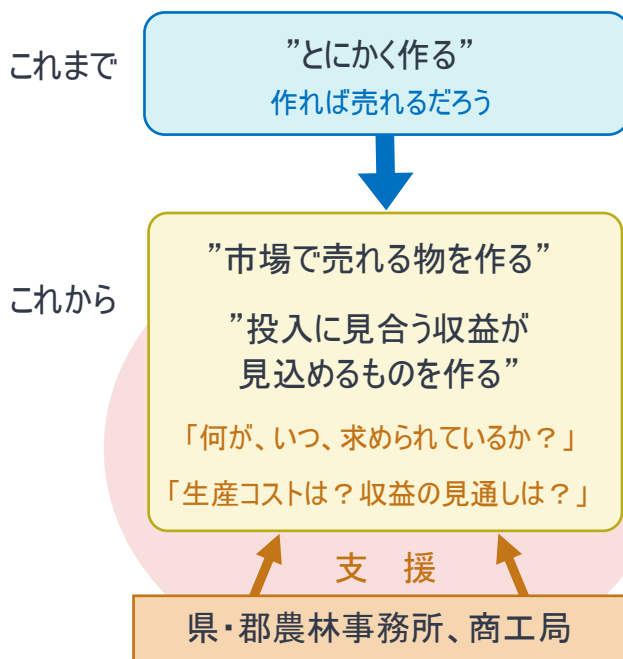 これまで
”とにかく作る”
作れば売れるだろう
これから
”市場で売れる物を作る”
”投入に見合う収益が
見込めるものを作る”
「何が、いつ、求められているか？」
「生産コストは？収益の見通しは？」
支　援
県・郡農林事務所、商工局